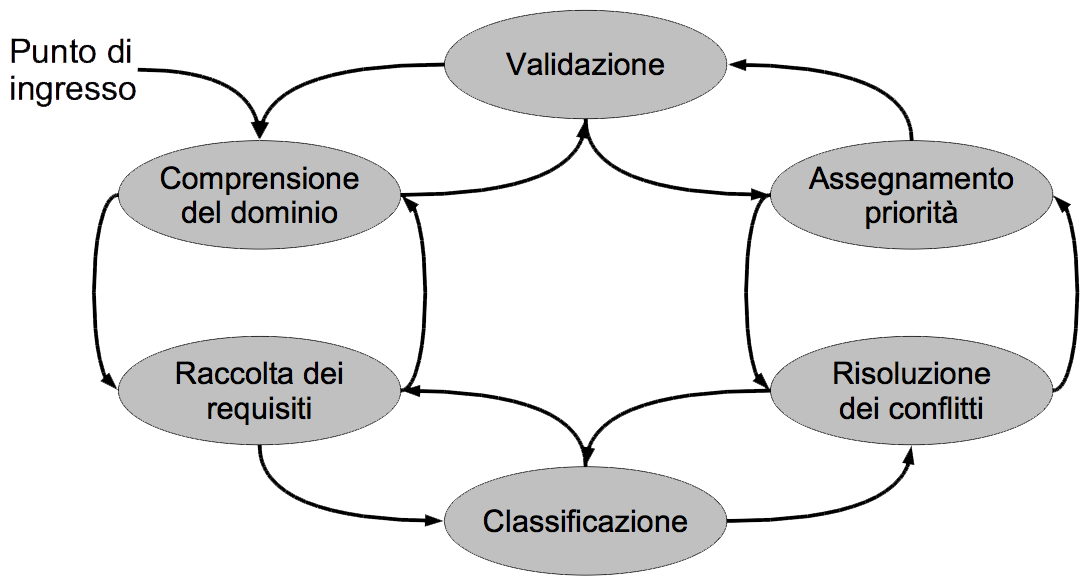 Punto di
ingresso
Validazione
Comprensione
del dominio
Assegnamento
priorità
Raccolta dei
requisiti
Risoluzione
dei conflitti
Classificazione